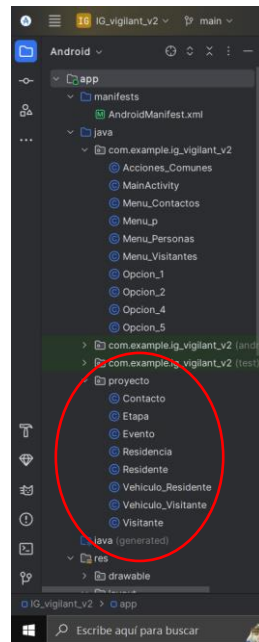 IG IG_vigilant_v2 main
Android
app
manifests
AndroidManifest.xml
java
com.example.ig_vigilant_v2
Acciones_Comunes
MainActivity
Menu_Contactos
Menu_p
Menu_Personas
Menu_Visitantes
Opcion_1
Opcion_2
Opcion_4
Opcion_5
com.example.ig_vigilant_v2 (and
com.example.ig_vigilant_v2 (test)
proyecto
Contacto
Etapa
Evento
Residencia
Residente
Vehiculo_Residente
Vehiculo_Visitante
Visitante
java (generated)
res
drawable
IG_vigilant_v2 > app
Escribe aquí para buscar